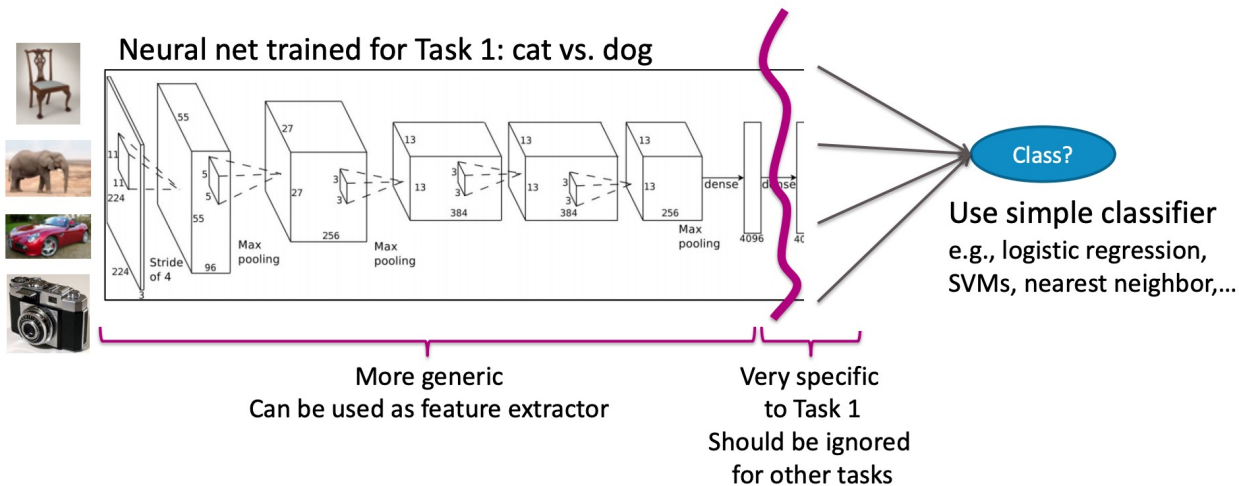 Neural net trained for Task 1: cat vs. dog
55
27
13
13
13
11
5
3
3
3
11
5
27
3
13
3
13
3
13
dense
dense
224
55
384
384
256
256
Max
pooling
4096
40
Max
pooling
Max
pooling
224
Stride
of 4
96
3
Class?
Use simple classifier
e.g., logistic regression,
SVMs, nearest neighbor,...
More generic
Can be used as feature extractor
Very specific
to Task 1
Should be ignored
for other tasks